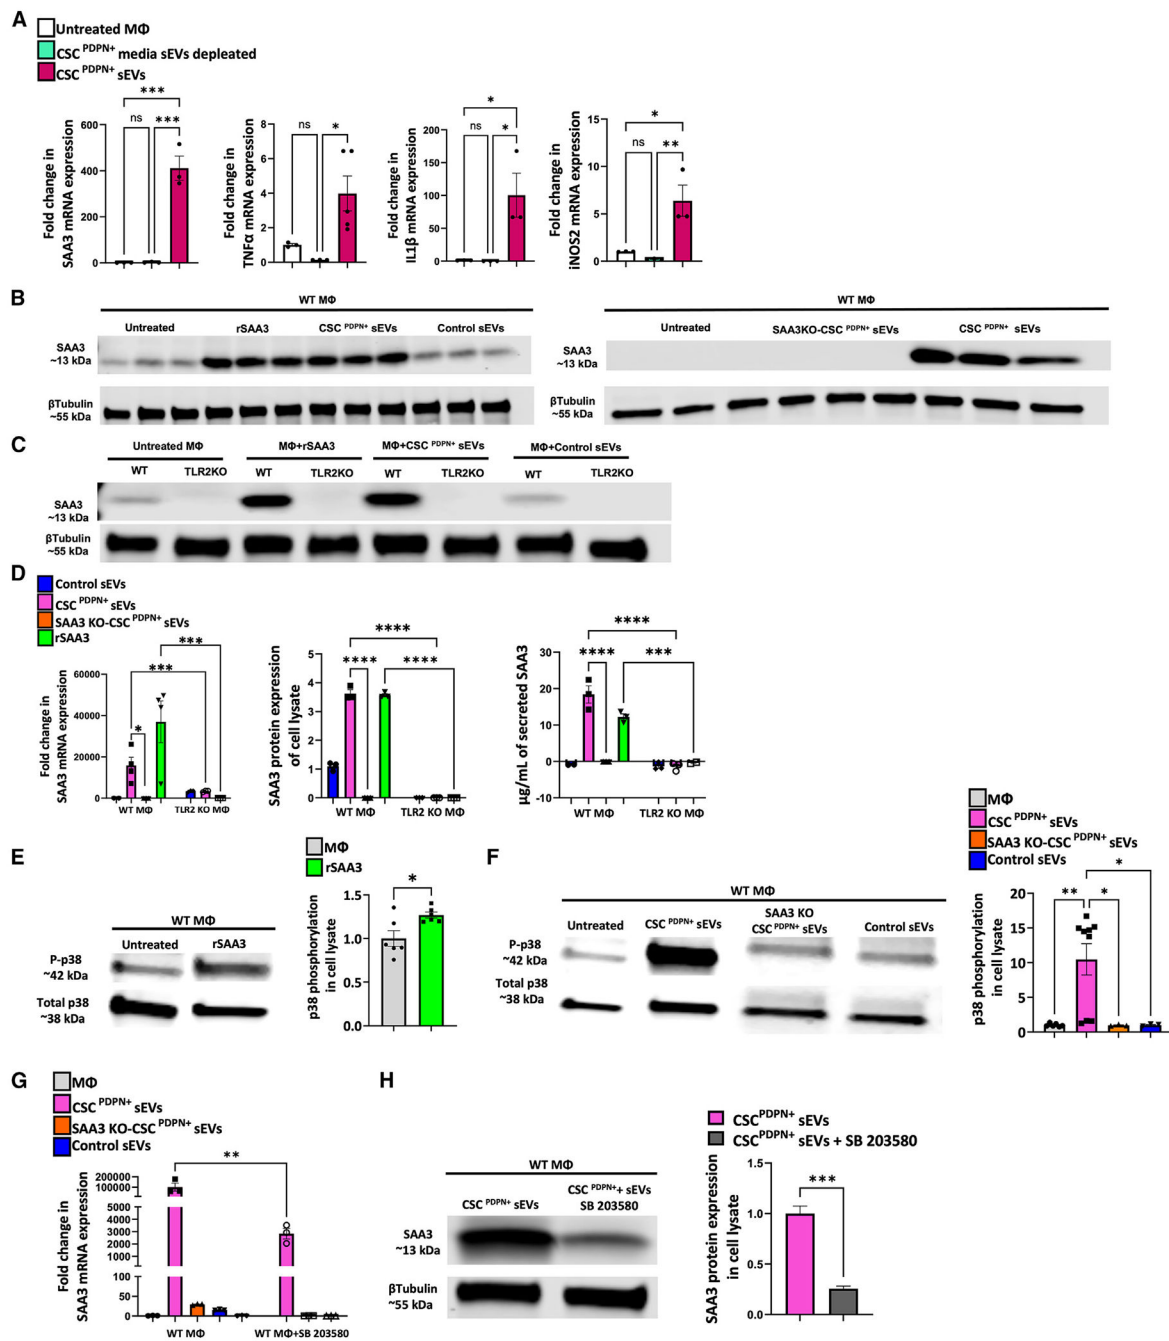 A
Untreated MΦ
CSC PDPN+ media sEVs depleated
CSC PDPN+ sEVs
Fold change in
SAA3 mRNA expression
600
400
200
0
ns
***
***
Fold change in
TNFα mRNA expression
8
6
4
2
0
ns
*
Fold change in
IL1β mRNA expression
200
150
100
50
0
ns
*
*
Fold change in
iNOS2 mRNA expression
15
10
5
0
ns
*
**
B
WT MΦ
Untreated rSAA3 CSC PDPN+ sEVs Control sEVs
SAA3
~13 kDa
βTubulin
~55 kDa
WT MΦ
Untreated SAA3KO-CSC PDPN+ sEVs CSC PDPN+ sEVs
SAA3
~13 kDa
βTubulin
~55 kDa
C
Untreated MΦ MΦ+rSAA3 MΦ+CSC PDPN+ sEVs MΦ+Control sEVs
WT TLR2KO WT TLR2KO WT TLR2KO WT TLR2KO
SAA3
~13 kDa
βTubulin
~55 kDa
D
Control sEVs
CSC PDPN+ sEVs
SAA3 KO-CSC PDPN+ sEVs
rSAA3
Fold change in
SAA3 mRNA expression
60000
40000
20000
0
*
***
***
WT MΦ TLR2 KO MΦ
SAA3 protein expression
of cell lysate
5
4
3
2
1
0
****
****
****
WT MΦ TLR2 KO MΦ
µg/mL of secreted SAA3
30
20
10
0
-10
****
****
***
WT MΦ TLR2 KO MΦ
E
WT MΦ
Untreated rSAA3
P-p38
~42 kDa
Total p38
~38 kDa
MΦ
rSAA3
p38 phosphorylation
in cell lysate
1.5
1.0
0.5
0.0
*
F
WT MΦ
Untreated CSC PDPN+ sEVs SAA3 KO
CSC PDPN+ sEVs Control sEVs
P-p38
~42 kDa
Total p38
~38 kDa
MΦ
CSC PDPN+ sEVs
SAA3 KO-CSC PDPN+ sEVs
Control sEVs
p38 phosphorylation
in cell lysate
20
15
10
5
0
**
*
*
G
MΦ
CSC PDPN+ sEVs
SAA3 KO-CSC PDPN+ sEVs
Control sEVs
Fold change in
SAA3 mRNA expression
200000
100000
5000
4000
3000
2000
1000
100
50
0
**
WT MΦ WT MΦ+SB 203580
H
WT MΦ
CSC PDPN+ sEVs CSC PDPN++ sEVs
SB 203580
SAA3
~13 kDa
βTubulin
~55 kDa
CSC PDPN+ sEVs
CSC PDPN+ sEVs + SB 203580
SAA3 protein expression
in cell lysate
1.5
1.0
0.5
0.0
***